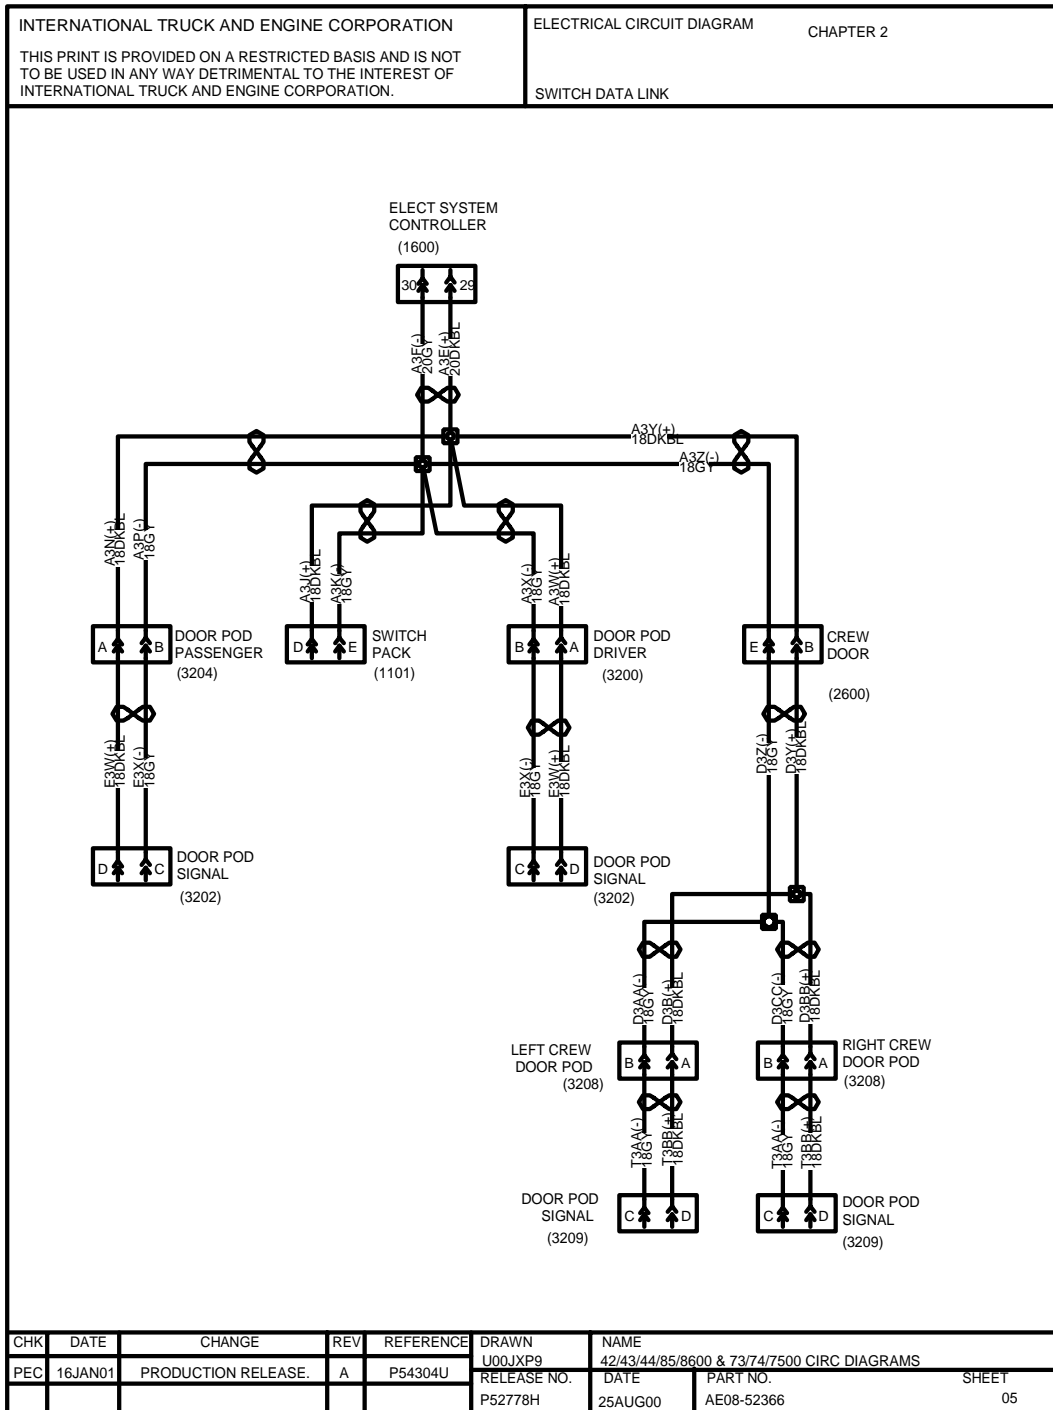 INTERNATIONAL TRUCK AND ENGINE CORPORATION
THIS PRINT IS PROVIDED ON A RESTRICTED BASIS AND IS NOT
TO BE USED IN ANY WAY DETRIMENTAL TO THE INTEREST OF
INTERNATIONAL TRUCK AND ENGINE CORPORATION.
ELECTRICAL CIRCUIT DIAGRAM
CHAPTER 2
SWITCH DATA LINK
ELECT SYSTEM
CONTROLLER
(1600)
30 29
A3F(-)
20GY
A3E(+)
20DKBL
A3Y(+)
18DKBL
A3Z(-)
18GY
A3N(+)
18DKBL
A3P(-)
18GY
A3J(+)
18DKBL
A3K(-)
18GY
A3X(-)
18GY
A3W(+)
18DKBL
A B
DOOR POD
PASSENGER
(3204)
D E
SWITCH
PACK
(1101)
B A
DOOR POD
DRIVER
(3200)
E B
CREW
DOOR
(2600)
E3W(+)
18DKBL
E3X(-)
18GY
E3X(-)
18GY
E3W(+)
18DKBL
D3Z(-)
18GY
D3Y(+)
18DKBL
D C
DOOR POD
SIGNAL
(3202)
C D
DOOR POD
SIGNAL
(3202)
D3AA(-)
18GY
D3B(+)
18DKBL
D3CC(-)
18GY
D3BB(+)
18DKBL
LEFT CREW
DOOR POD
(3208)
B A
B A
RIGHT CREW
DOOR POD
(3208)
T3AA(-)
18GY
T3BB(+)
18DKBL
T3AA(-)
18GY
T3BB(+)
18DKBL
DOOR POD
SIGNAL
(3209)
C D
C D
DOOR POD
SIGNAL
(3209)
CHK DATE CHANGE REV REFERENCE
PEC 16JAN01 PRODUCTION RELEASE. A P54304U
DRAWN
U00JXP9
NAME
42/43/44/85/8600 & 73/74/7500 CIRC DIAGRAMS
RELEASE NO.
P52778H
DATE
25AUG00
PART NO.
AE08-52366
SHEET
05